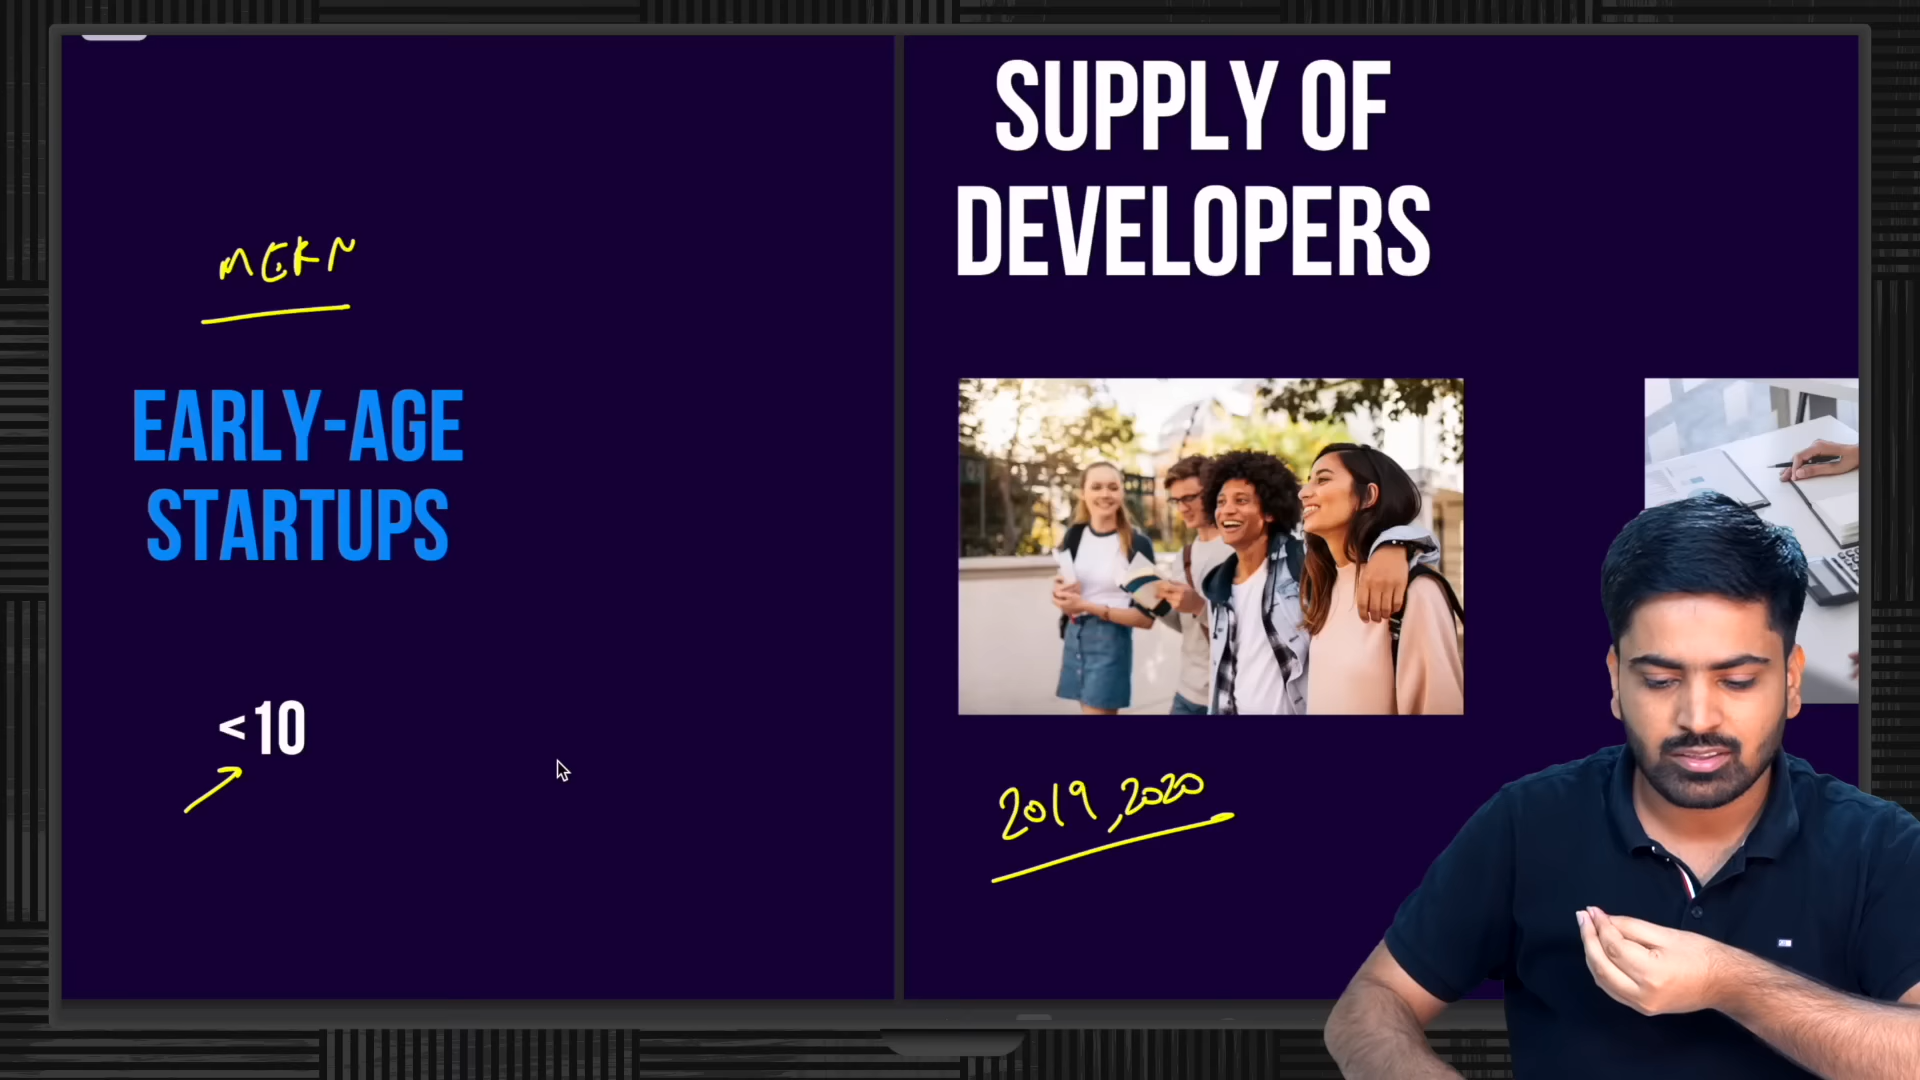 MERN
EARLY-AGE
STARTUPS
<10
SUPPLY OF
DEVELOPERS
2019,2020